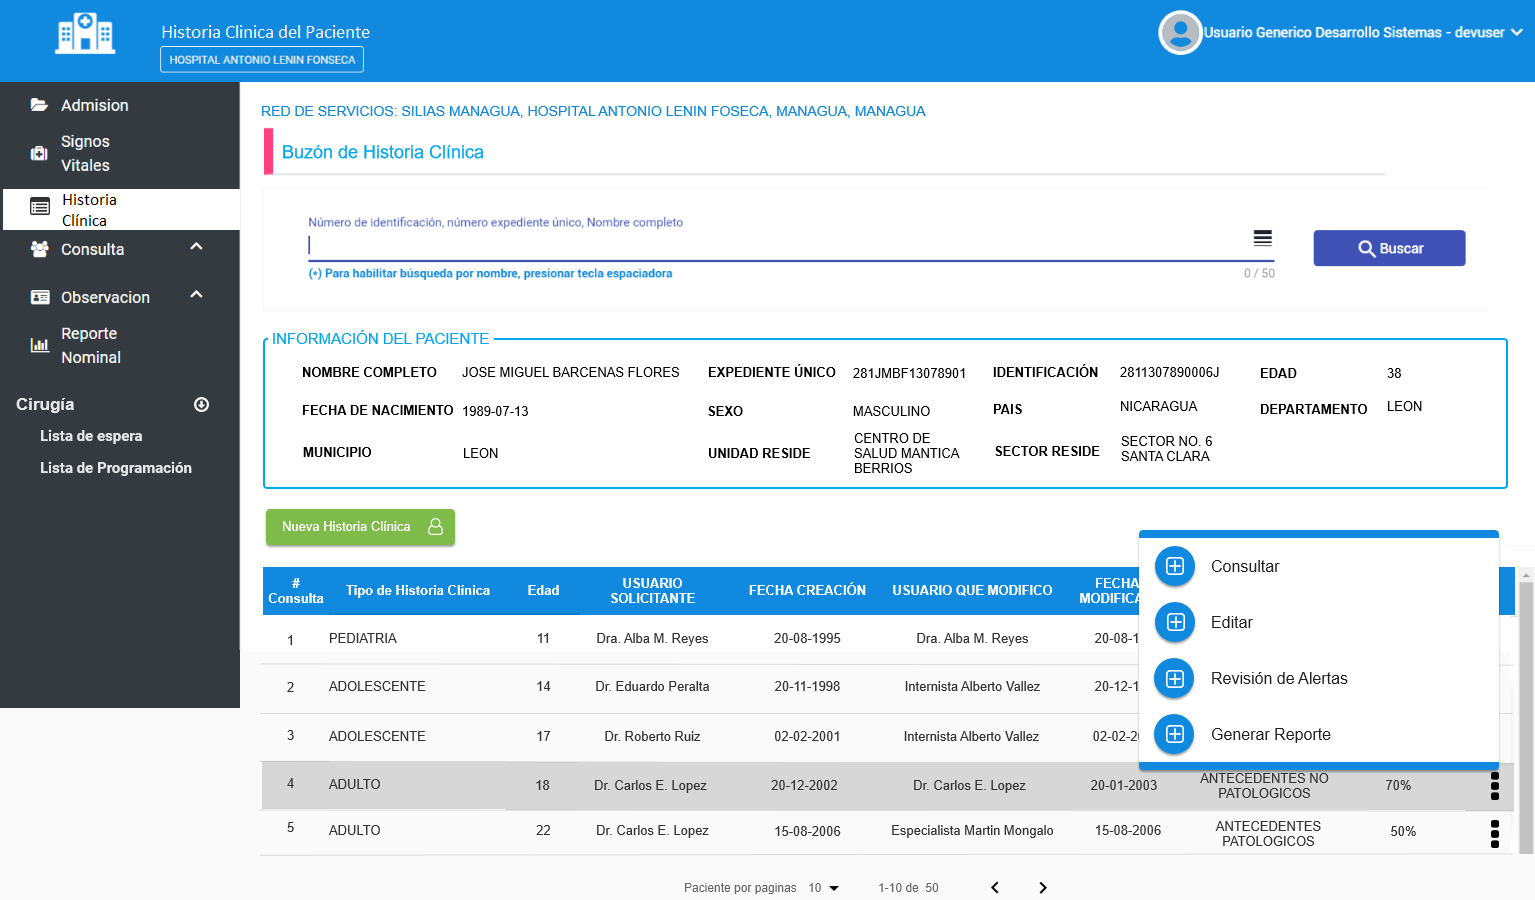 Historia Clinica del Paciente
HOSPITAL ANTONIO LENIN FONSECA
Usuario Generico Desarrollo Sistemas - devuser
Admision
Signos
Vitales
Historia
Clínica
Consulta
Observacion
Reporte
Nominal
Cirugía
Lista de espera
Lista de Programación
RED DE SERVICIOS: SILIAS MANAGUA, HOSPITAL ANTONIO LENIN FOSECA, MANAGUA, MANAGUA
Buzón de Historia Clínica
Número de identificación, número expediente único, Nombre completo
(*) Para habilitar búsqueda por nombre, presionar tecla espaciadora
0 / 50
Buscar
INFORMACIÓN DEL PACIENTE
NOMBRE COMPLETO JOSE MIGUEL BARCENAS FLORES EXPEDIENTE ÚNICO 281JMBF13078901 IDENTIFICACIÓN 2811307890006J EDAD 38
FECHA DE NACIMIENTO 1989-07-13 SEXO MASCULINO PAIS NICARAGUA DEPARTAMENTO LEON
MUNICIPIO LEON UNIDAD RESIDE CENTRO DE
SALUD MANTICA
BERRIOS
SECTOR RESIDE SECTOR NO. 6
SANTA CLARA
Nueva Historia Clínica
Consultar
Editar
Revisión de Alertas
Generar Reporte
#
Consulta
Tipo de Historia Clínica
Edad
USUARIO
SOLICITANTE
FECHA CREACIÓN
USUARIO QUE MODIFICO
FECHA
MODIFICA
1 PEDIATRIA 11 Dra. Alba M. Reyes 20-08-1995 Dra. Alba M. Reyes 20-08-1
2 ADOLESCENTE 14 Dr. Eduardo Peralta 20-11-1998 Internista Alberto Vallez 20-12-1
3 ADOLESCENTE 17 Dr. Roberto Ruiz 02-02-2001 Internista Alberto Vallez 02-02-2
4 ADULTO 18 Dr. Carlos E. Lopez 20-12-2002 Dr. Carlos E. Lopez 20-01-2003 ANTECEDENTES NO
PATOLOGICOS
70%
5 ADULTO 22 Dr. Carlos E. Lopez 15-08-2006 Especialista Martin Mongalo 15-08-2006 ANTECEDENTES
PATOLOGICOS
50%
Paciente por paginas 10 1-10 de 50